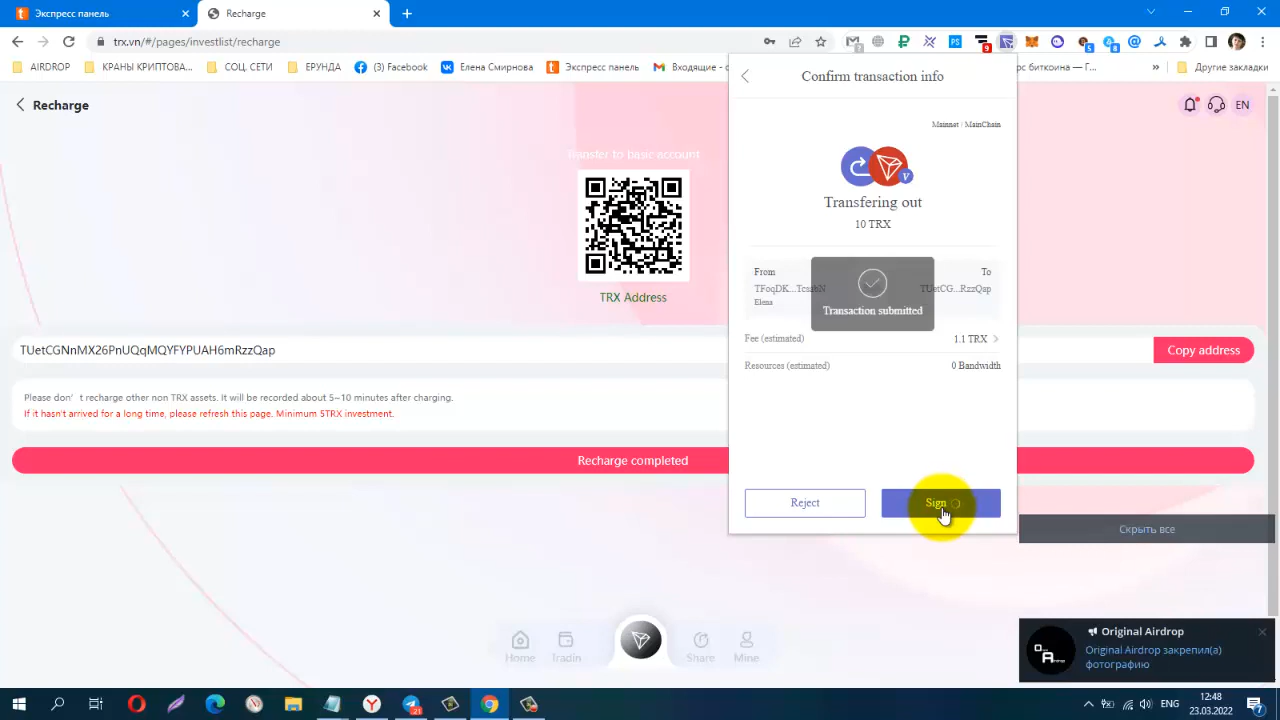 Экспресс панель
Recharge
trx.vn/#/pages/investlist/recharge
AIRDROP
КРАНЫ КРИПТОВА...
СОЦ. СЕТИ
ЕРУНДА
(3) Facebook
Елена Смирнова
Экспресс панель
Входящие -
рс биткоина — Г...
»
Другие закладки
Recharge
EN
Transfer to basic account
TRX Address
TUetCGNnMX26PnUQqMQYFYPUAH6mRzzQap
Copy address
Please don’t recharge other non TRX assets. It will be recorded about 5~10 minutes after charging.
If it hasn't arrived for a long time, please refresh this page. Minimum 5TRX investment.
Recharge completed
Confirm transaction info
Mainnet / MainChain
Transfering out
10 TRX
From
To
TFoqDK...TcsrbN
TUetCG...RzzQap
Elena
Transaction submitted
Fee (estimated)
1.1 TRX
Resources (estimated)
0 Bandwidth
Reject
Sign
Скрыть все
Original Airdrop
Original Airdrop закрепил(а)
фотографию
Home
Tradin
Share
Mine
ENG
12:48
23.03.2022